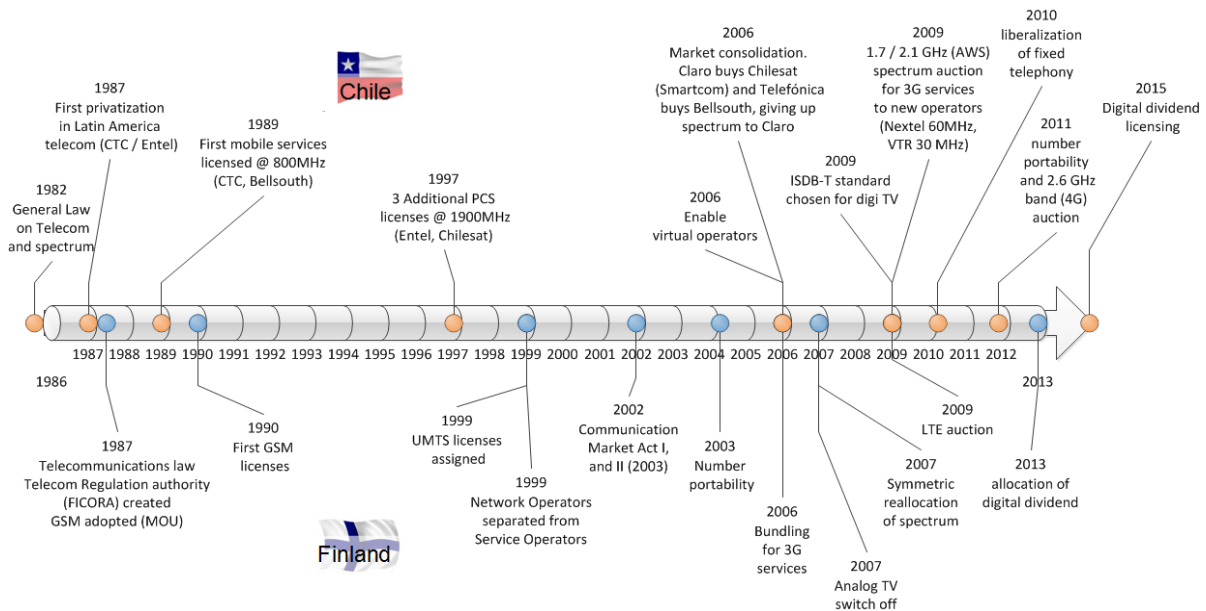 2006
Market consolidation.
Claro buys Chilesat
(Smartcom) and Telefónica
buys Bellsouth, giving up
spectrum to Claro
2009
1.7 / 2.1 GHz (AWS)
spectrum auction
for 3G services
to new operators
(Nextel 60MHz,
VTR 30 MHz)
2010
liberalization
of fixed
telephony
Chile
1987
First privatization
in Latin America
telecom (CTC / Entel)
2015
Digital dividend
licensing
1989
First mobile services
licensed @ 800MHz
(CTC, Bellsouth)
2011
number
portability
and 2.6 GHz
band (4G)
auction
2009
ISDB-T standard
chosen for digi TV
1997
3 Additional PCS
licenses @ 1900MHz
(Entel, Chilesat)
1982
General Law
on Telecom
and spectrum
2006
Enable
virtual operators
1987 1988 1989 1990 1991 1992 1993 1994 1995 1996 1997 1998 1999 2000 2001 2002 2003 2004 2005 2006 2007 2008 2009 2010 2011 2012
1986 2013
1987
Telecommunications law
Telecom Regulation authority
(FICORA) created
GSM adopted (MOU)
1990
First GSM
licenses
1999
UMTS licenses
assigned
1999
Network Operators
separated from
Service Operators
2002
Communication
Market Act I,
and II (2003)
2003
Number
portability
2006
Bundling
for 3G
services
2007
Analog TV
switch off
2009
LTE auction
2007
Symmetric
reallocation
of spectrum
2013
allocation of
digital dividend
Finland